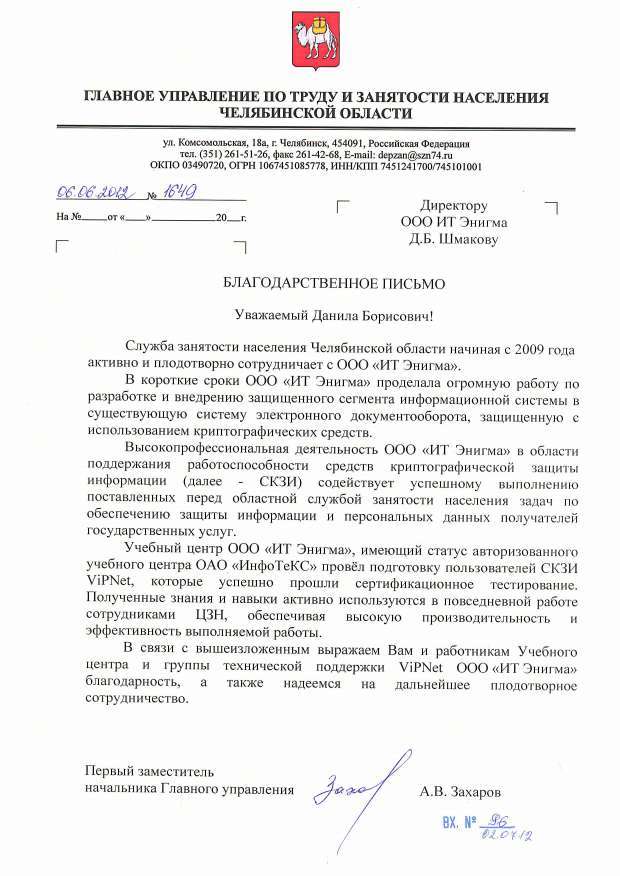 ГЛАВНОЕ УПРАВЛЕНИЕ ПО ТРУДУ И ЗАНЯТОСТИ НАСЕЛЕНИЯ
ЧЕЛЯБИНСКОЙ ОБЛАСТИ
ул. Комсомольская, 18а, г. Челябинск, 454091, Российская Федерация
тел. (351) 261-51-26, факс 261-42-68, E-mail: depzan@szn74.ru
ОКПО 03490720, ОГРН 1067451085778, ИНН/КПП 7451241700/745101001
06.06.2012 № 1649
На №_____от «____»____________20___г.
Директору
ООО ИТ Энигма
Д.Б. Шмакову
БЛАГОДАРСТВЕННОЕ ПИСЬМО
Уважаемый Данила Борисович!
Служба занятости населения Челябинской области начиная с 2009 года
активно и плодотворно сотрудничает с ООО «ИТ Энигма».
В короткие сроки ООО «ИТ Энигма» проделала огромную работу по
разработке и внедрению защищенного сегмента информационной системы в
существующую систему электронного документооборота, защищенную с
использованием криптографических средств.
Высокопрофессиональная деятельность ООО «ИТ Энигма» в области
поддержания работоспособности средств криптографической защиты
информации (далее - СКЗИ) содействует успешному выполнению
поставленных перед областной службой занятости населения задач по
обеспечению защиты информации и персональных данных получателей
государственных услуг.
Учебный центр ООО «ИТ Энигма», имеющий статус авторизованного
учебного центра ОАО «ИнфоТеКС» провёл подготовку пользователей СКЗИ
ViPNet, которые успешно прошли сертификационное тестирование.
Полученные знания и навыки активно используются в повседневной работе
сотрудниками ЦЗН, обеспечивая высокую производительность и
эффективность выполняемой работы.
В связи с вышеизложенным выражаем Вам и работникам Учебного
центра и группы технической поддержки ViPNet ООО «ИТ Энигма»
благодарность, а также надеемся на дальнейшее плодотворное
сотрудничество.
Первый заместитель
начальника Главного управления
А.В. Захаров
ВХ. № 96
02.07.12